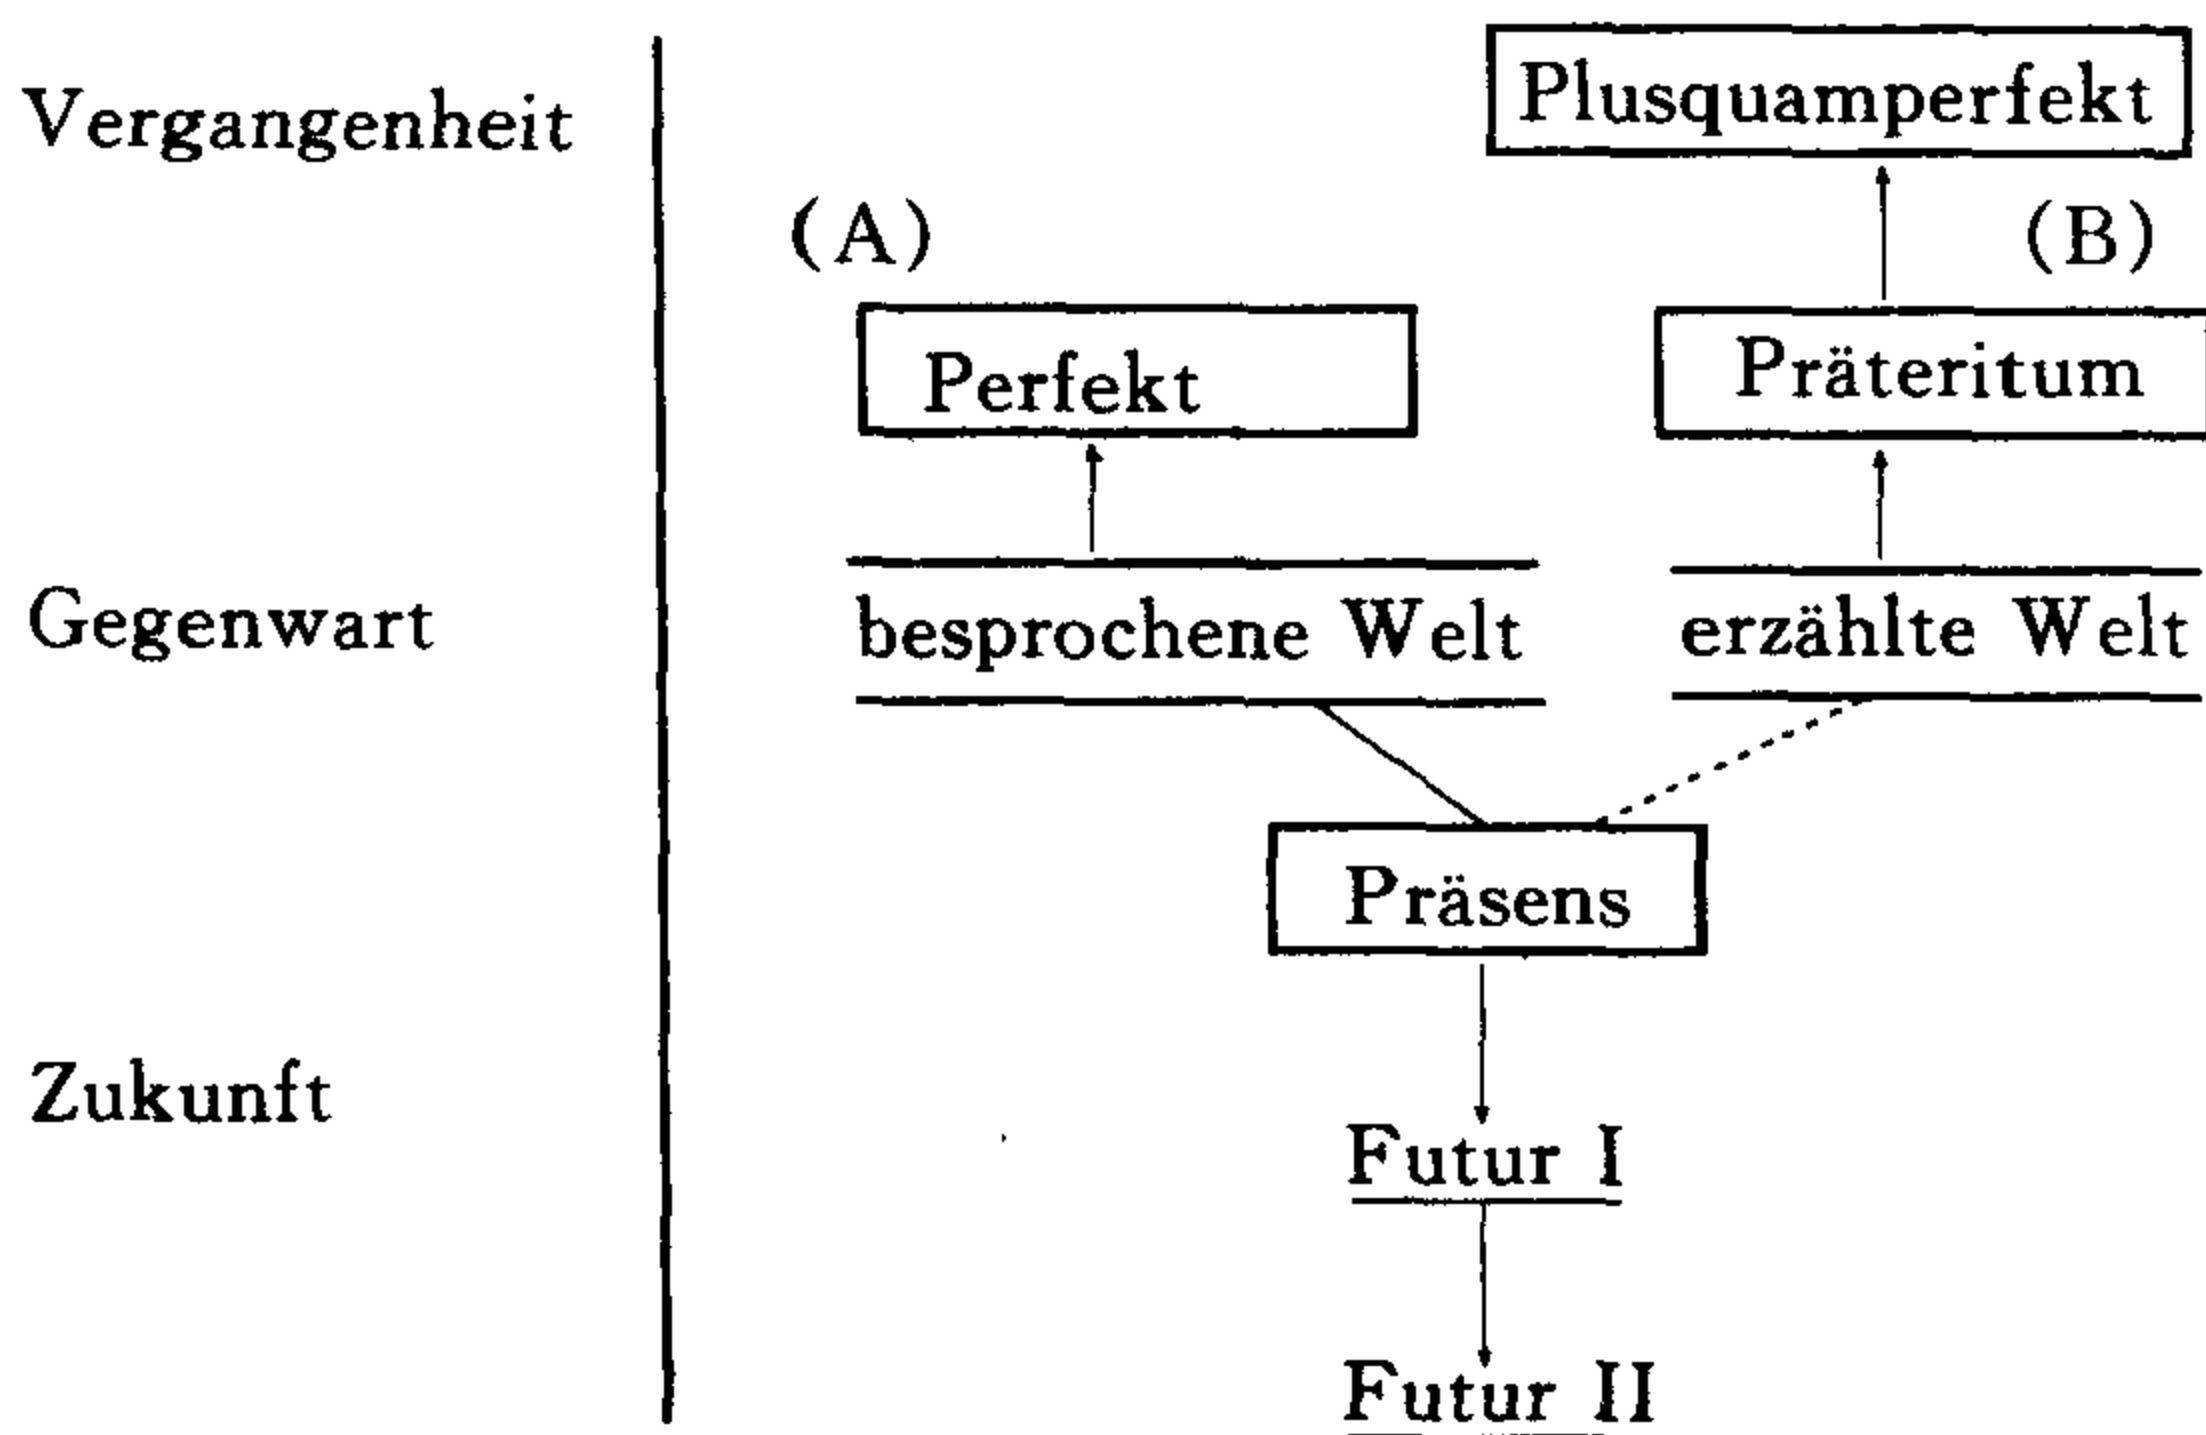 Vergangenheit
Plusquamperfekt
(A)
(B)
Perfekt
Präteritum
Gegenwart
besprochene Welt
erzählte Welt
Präsens
Zukunft
Futur I
Futur II